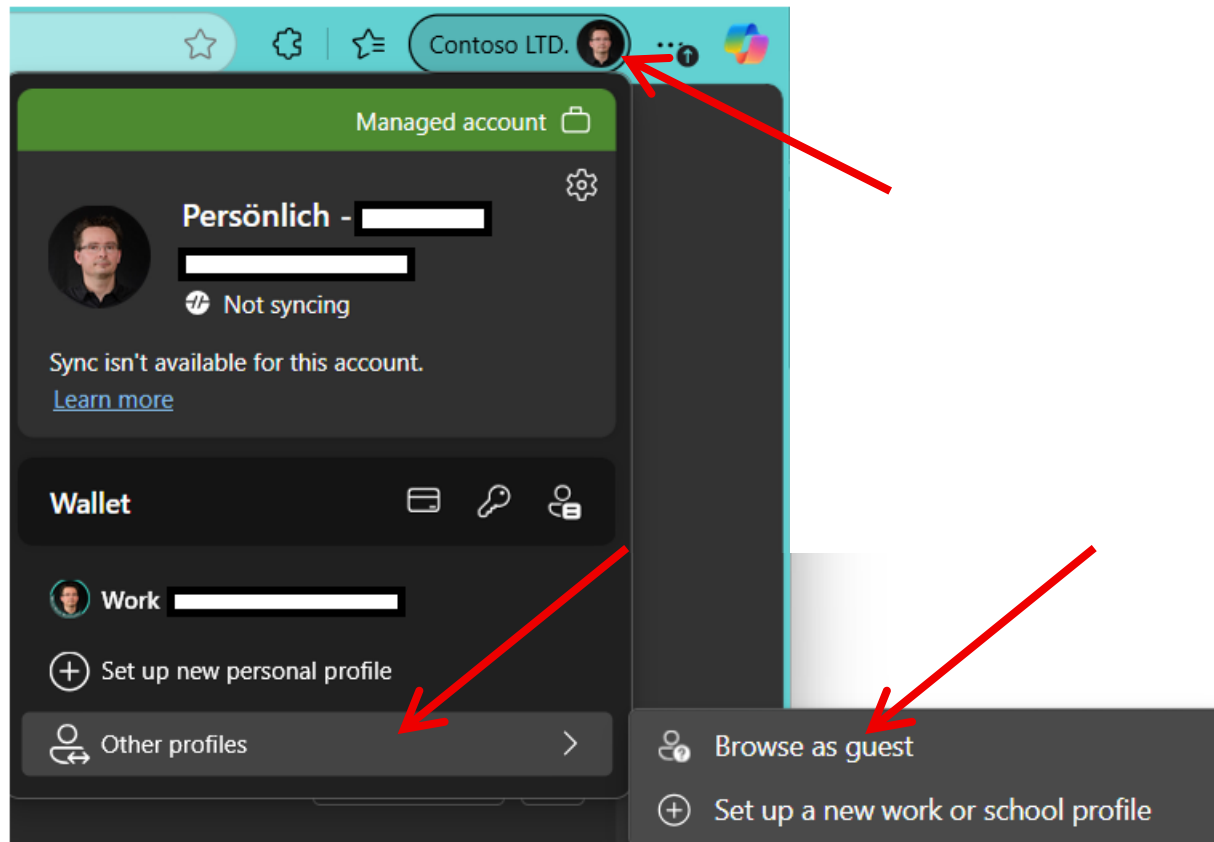 Contoso LTD.
Managed account
Persönlich -
Not syncing
Sync isn't available for this account.
Learn more
Wallet
Work
Set up new personal profile
Other profiles
Browse as guest
Set up a new work or school profile